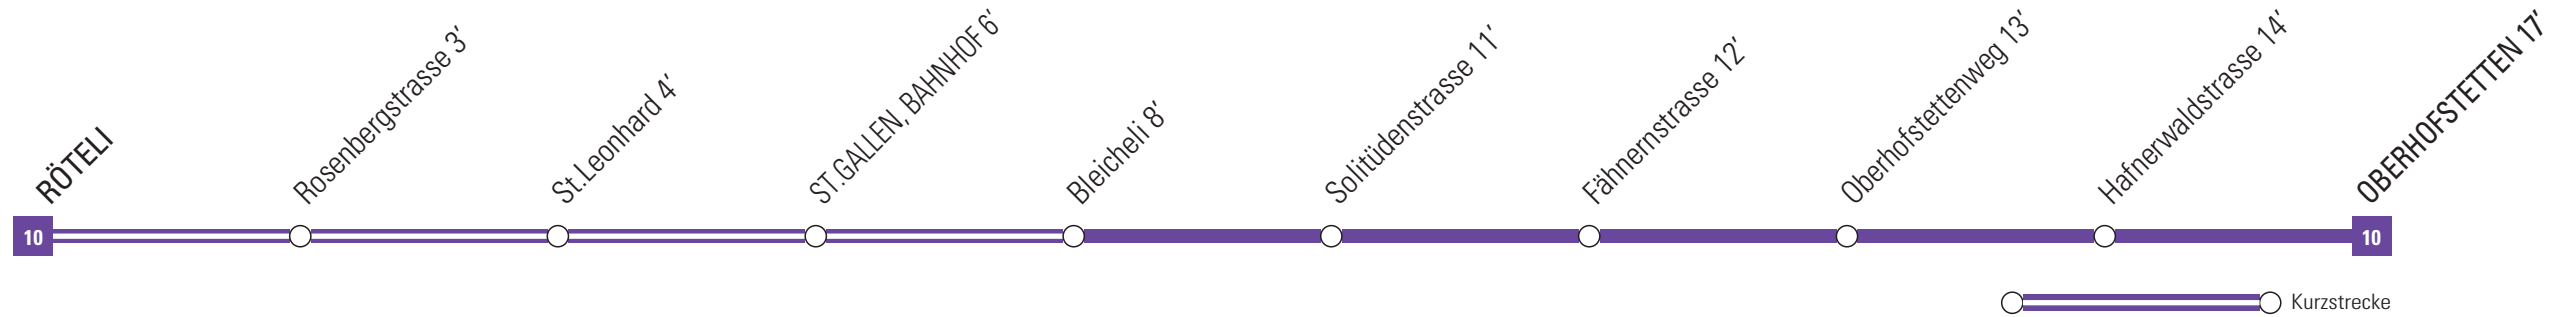 RÖTELI
Rosenbergstrasse 3'
St.Leonhard 4'
ST.GALLEN, BAHNHOF 6'
Bleicheli 8'
Solitüdenstrasse 11'
Fähnernstrasse 12'
Oberhofstettenweg 13'
Hafnerwaldstrasse 14'
OBERHOFSTETTEN 17'
10
10
Kurzstrecke